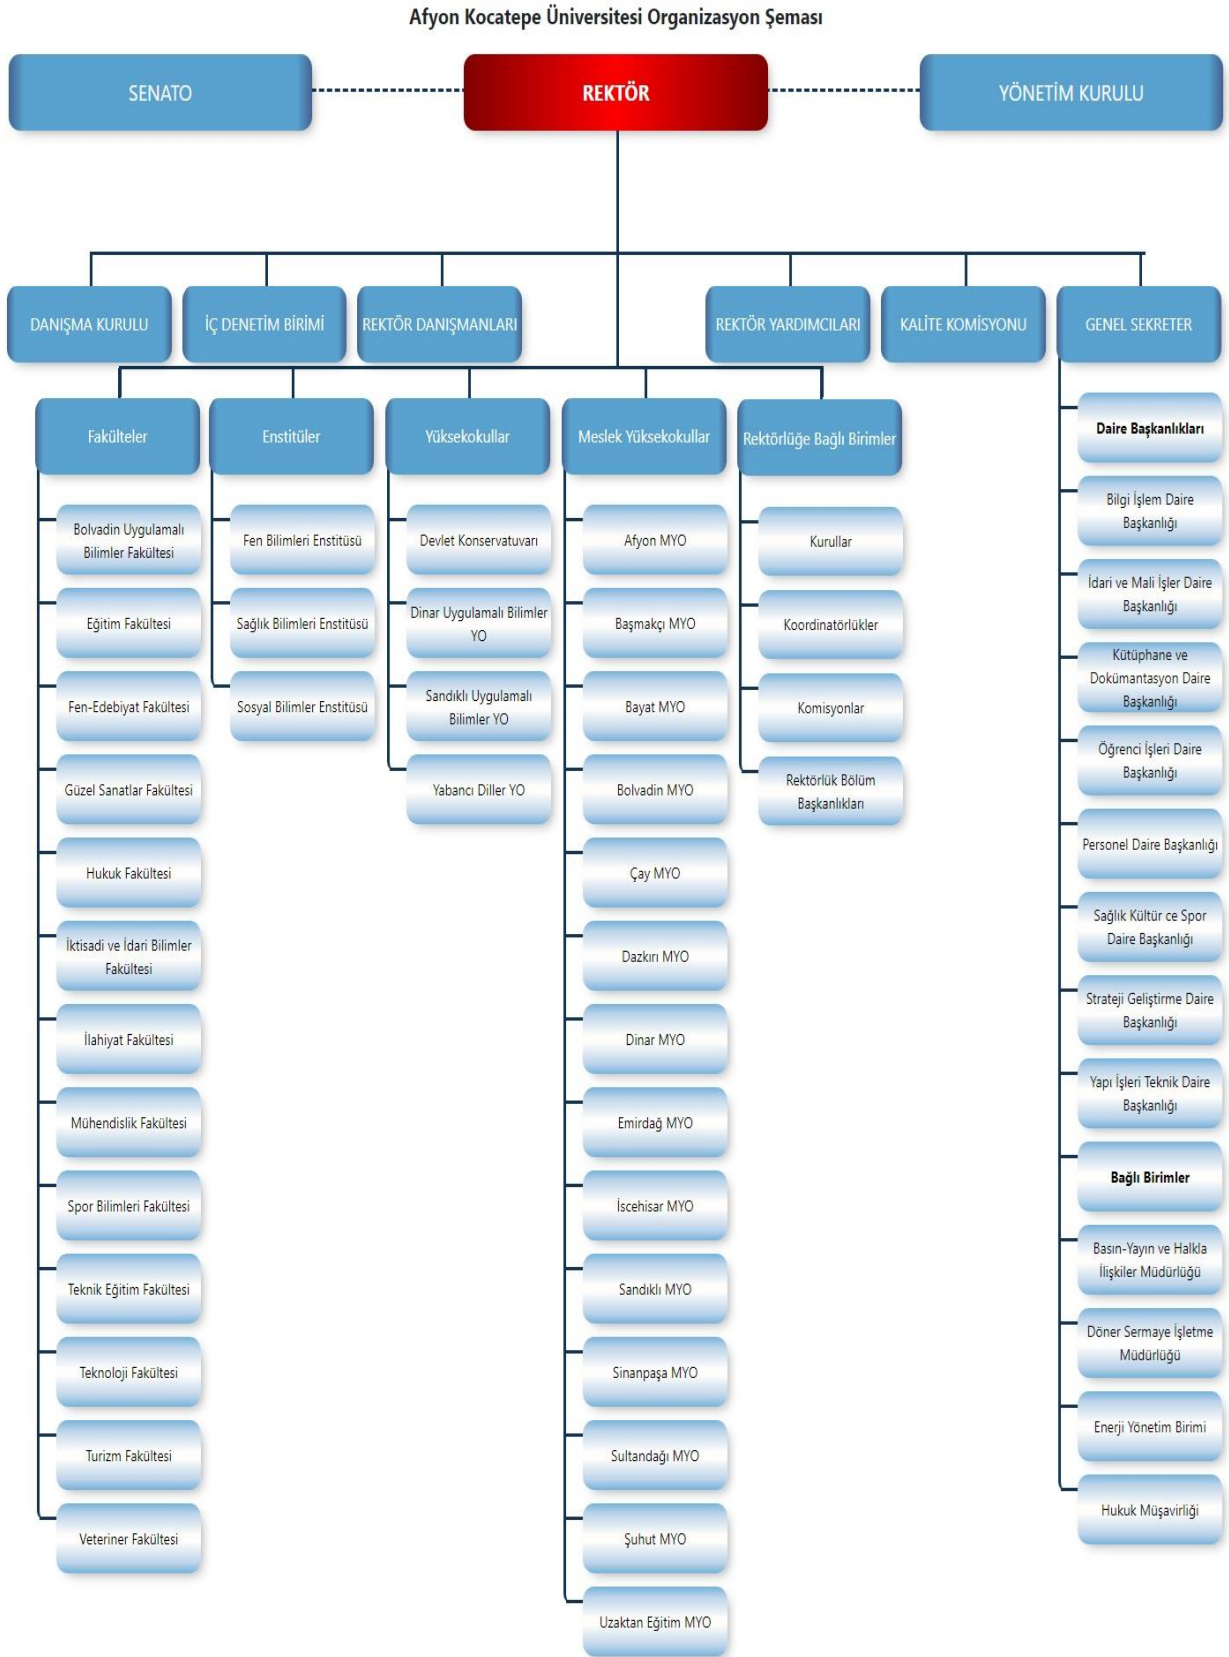 Afyon Kocatepe Üniversitesi Organizasyon Şeması
SENATO
REKTÖR
YÖNETİM KURULU
DANIŞMA KURULU
İÇ DENETİM BİRİMİ
REKTÖR DANIŞMANLARI
REKTÖR YARDIMCILARI
KALİTE KOMİSYONU
GENEL SEKRETER
Fakülteler
Bolvadin Uygulamalı
Bilimler Fakültesi
Eğitim Fakültesi
Fen-Edebiyat Fakültesi
Güzel Sanatlar Fakültesi
Hukuk Fakültesi
İktisadi ve İdari Bilimler
Fakültesi
İlahiyat Fakültesi
Mühendislik Fakültesi
Spor Bilimleri Fakültesi
Teknik Eğitim Fakültesi
Teknoloji Fakültesi
Turizm Fakültesi
Veteriner Fakültesi
Enstitüler
Fen Bilimleri Enstitüsü
Sağlık Bilimleri Enstitüsü
Sosyal Bilimler Enstitüsü
Yüksekokullar
Devlet Konservatuvarı
Dinar Uygulamalı Bilimler
YO
Sandıklı Uygulamalı
Bilimler YO
Yabancı Diller YO
Meslek Yüksekokullar
Afyon MYO
Başmakçı MYO
Bayat MYO
Bolvadin MYO
Çay MYO
Dazkırı MYO
Dinar MYO
Emirdağ MYO
İscehisar MYO
Sandıklı MYO
Sinanpaşa MYO
Sultandağı MYO
Şuhut MYO
Uzaktan Eğitim MYO
Rektörlüğe Bağlı Birimler
Kurullar
Koordinatörlükler
Komisyonlar
Rektörlük Bölüm
Başkanlıkları
Daire Başkanlıkları
Bilgi İşlem Daire
Başkanlığı
İdari ve Mali İşler Daire
Başkanlığı
Kütüphane ve
Dokümantasyon Daire
Başkanlığı
Öğrenci İşleri Daire
Başkanlığı
Personel Daire Başkanlığı
Sağlık Kültür ce Spor
Daire Başkanlığı
Strateji Geliştirme Daire
Başkanlığı
Yapı İşleri Teknik Daire
Başkanlığı
Bağlı Birimler
Basın-Yayın ve Halkla
İlişkiler Müdürlüğü
Döner Sermaye İşletme
Müdürlüğü
Enerji Yönetim Birimi
Hukuk Müşavirliği